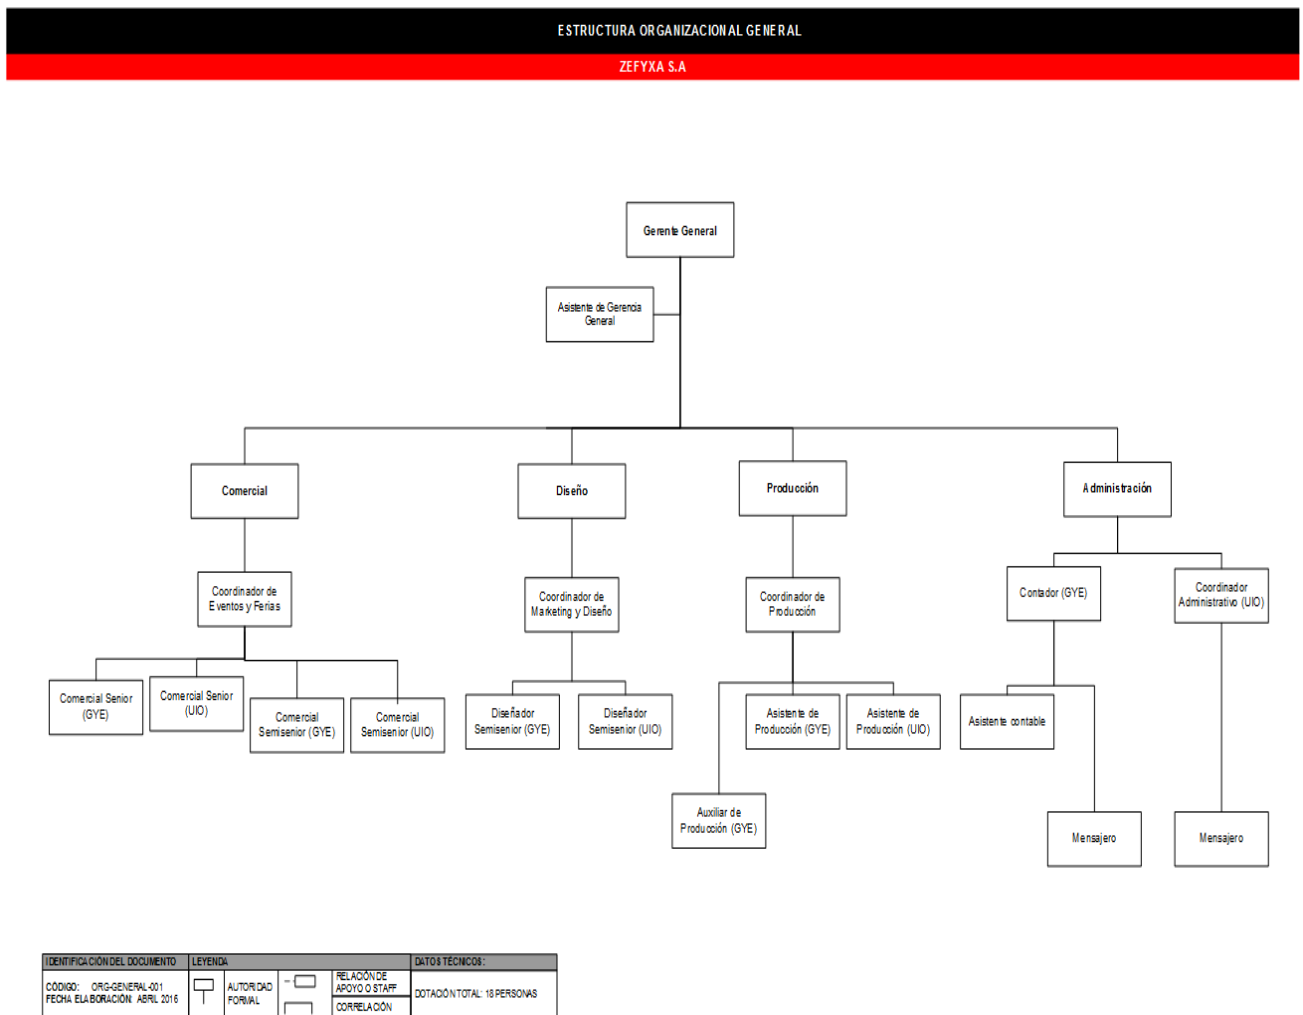 ESTRUCTURA ORGANIZACIONAL GENERAL
ZEFYXA S.A
Gerente General
Asistente de Gerencia
General
Comercial
Diseño
Producción
Administración
Coordinador de
Eventos y Ferias
Coordinador de
Marketing y Diseño
Coordinador de
Producción
Contador (GYE)
Coordinador
Administrativo (UIO)
Comercial Senior
(GYE)
Comercial Senior
(UIO)
Comercial
Semisenior (GYE)
Comercial
Semisenior (UIO)
Diseñador
Semisenior (GYE)
Diseñador
Semisenior (UIO)
Asistente de
Producción (GYE)
Asistente de
Producción (UIO)
Asistente contable
Auxiliar de
Producción (GYE)
Mensajero
Mensajero
IDENTIFICACIÓN DEL DOCUMENTO
CÓDIGO: ORG-GENERAL-001
FECHA ELABORACIÓN: ABRIL 2016
LEYENDA
AUTORIDAD
FORMAL
RELACIÓN DE
APOYO O STAFF
CORRELACIÓN
DATOS TÉCNICOS:
DOTACIÓN TOTAL: 18 PERSONAS